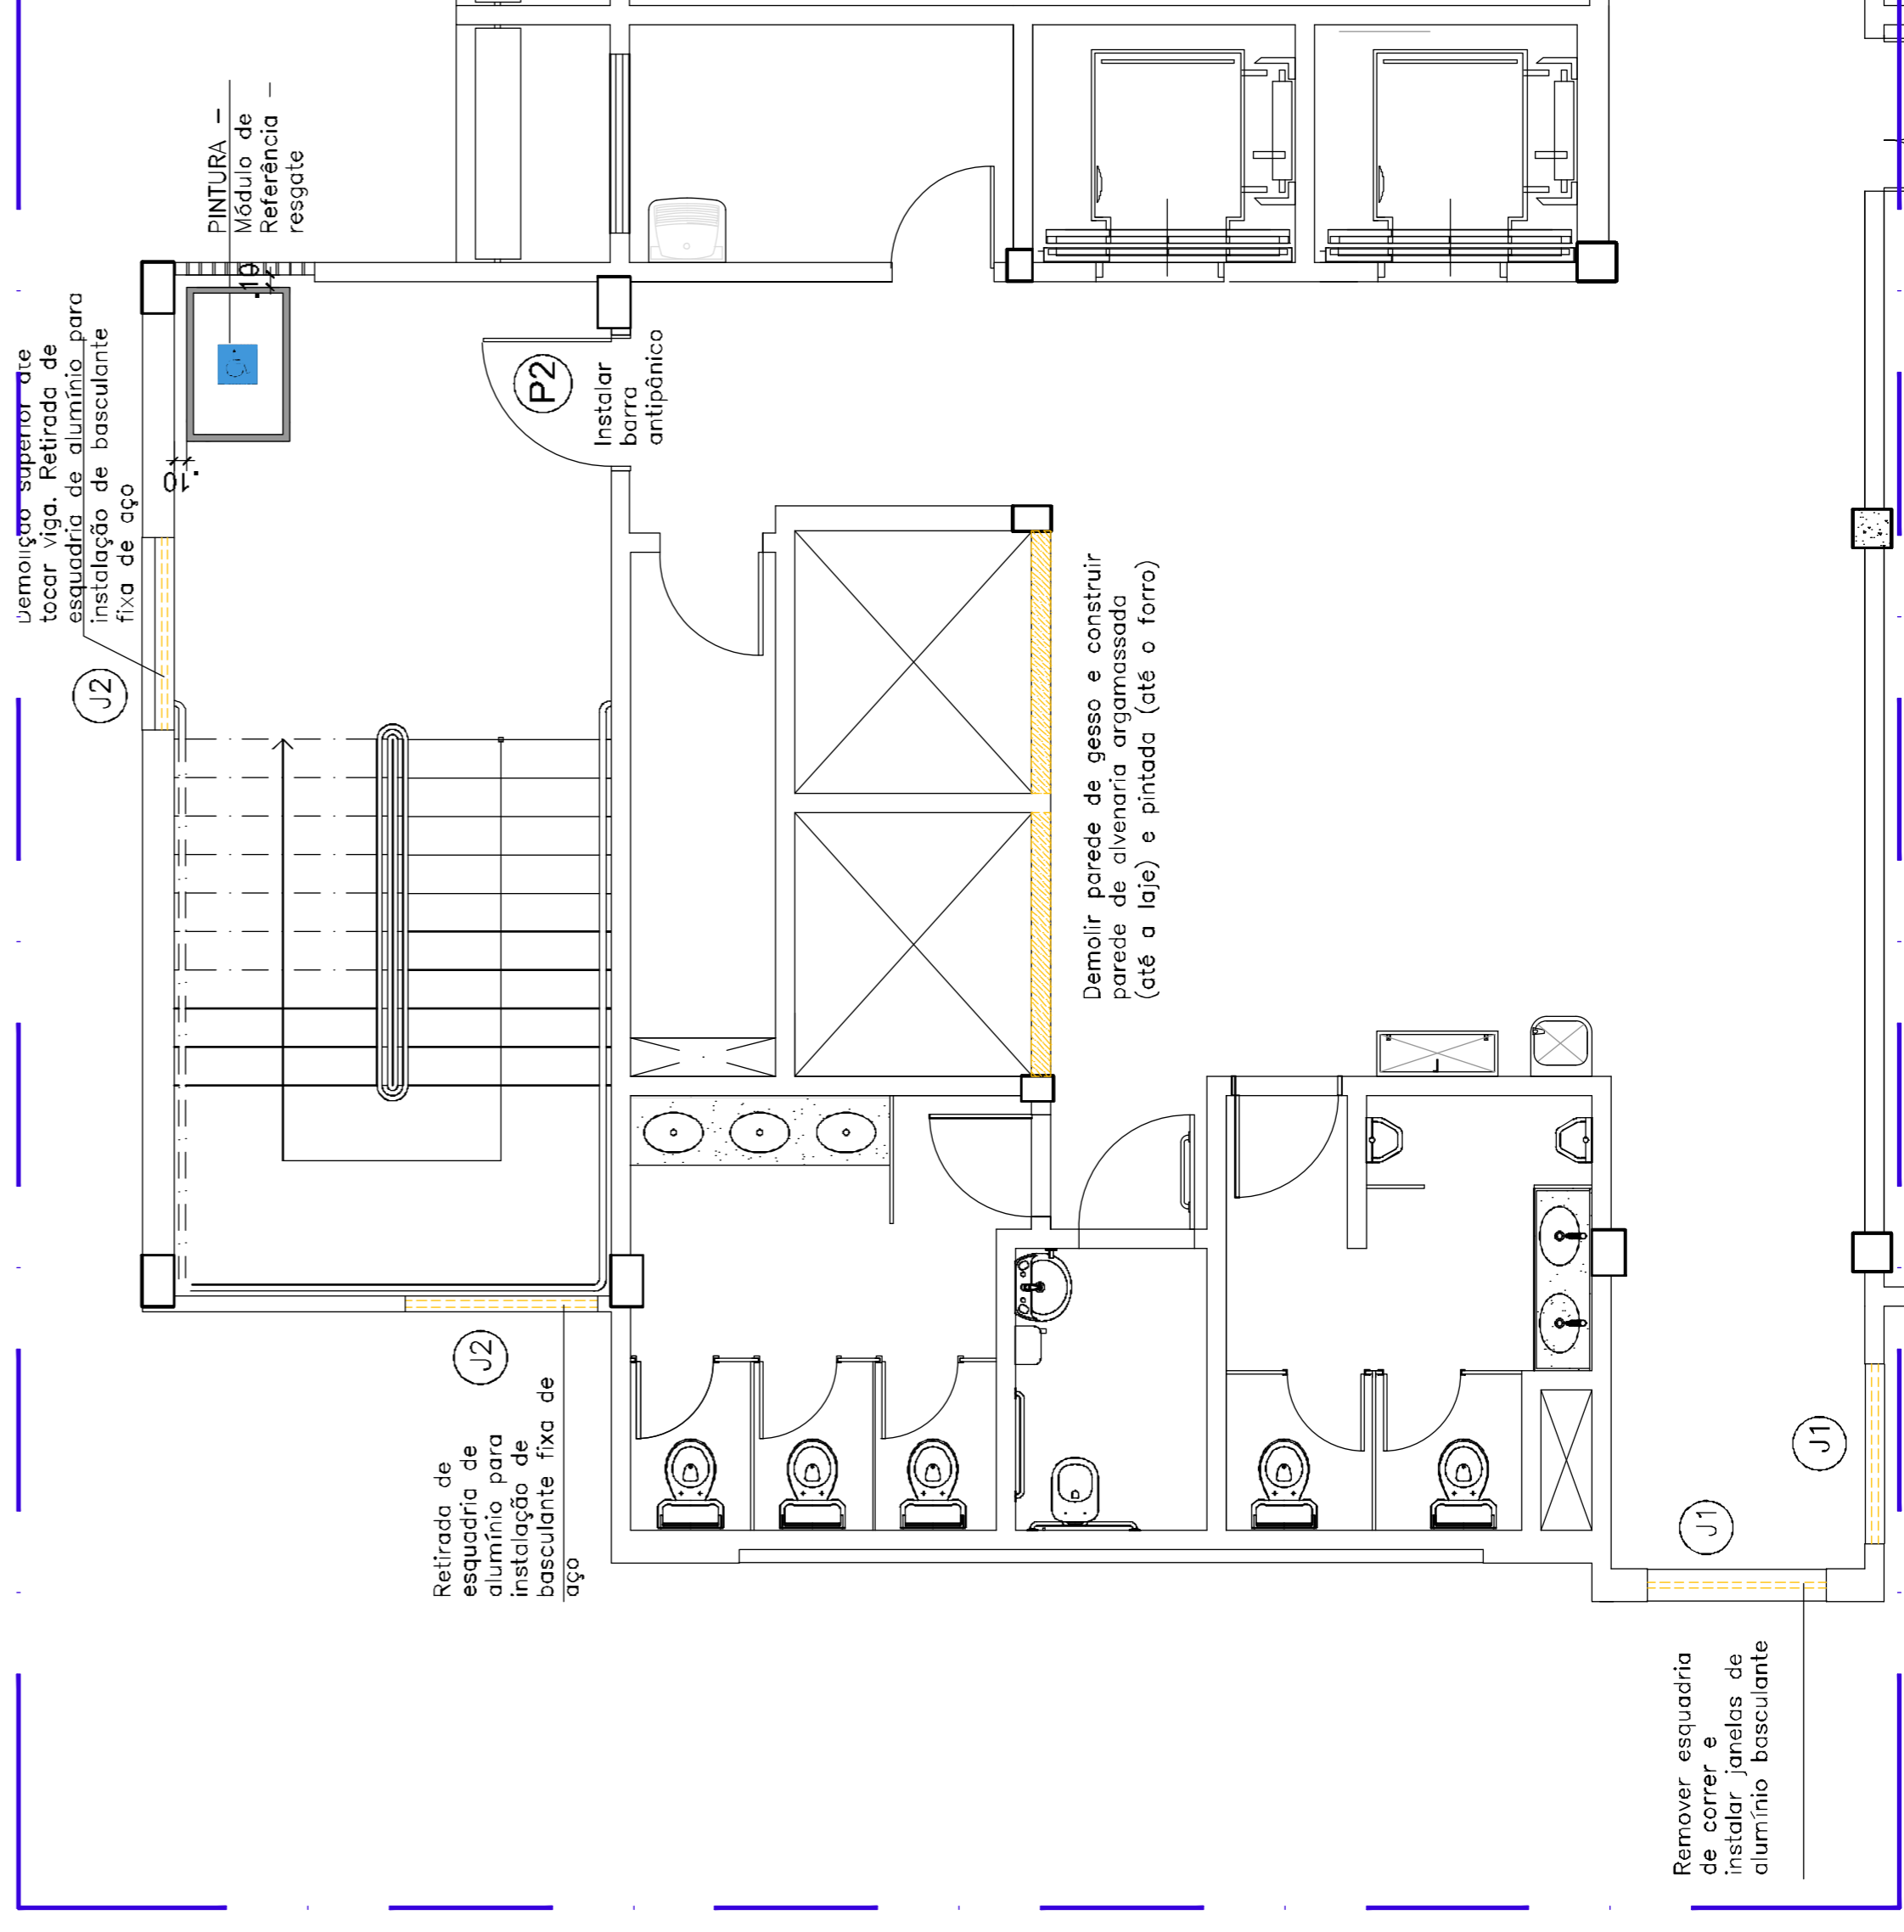 PINTURA –
Módulo de
Referência –
resgate
.10
.10
Demolição superior até
tocar viga. Retirada de
esquadria de alumínio para
instalação de basculante
fixa de aço
J2
P2
Instalar
barra
antipânico
Demolir parede de gesso e construir
parede de alvenaria argamassada
(até a laje) e pintada (até o forro)
J2
Retirada de
esquadria de
alumínio para
instalação de
basculante fixa de
aço
J1
J1
Remover esquadria
de correr e
instalar janelas de
alumínio basculante